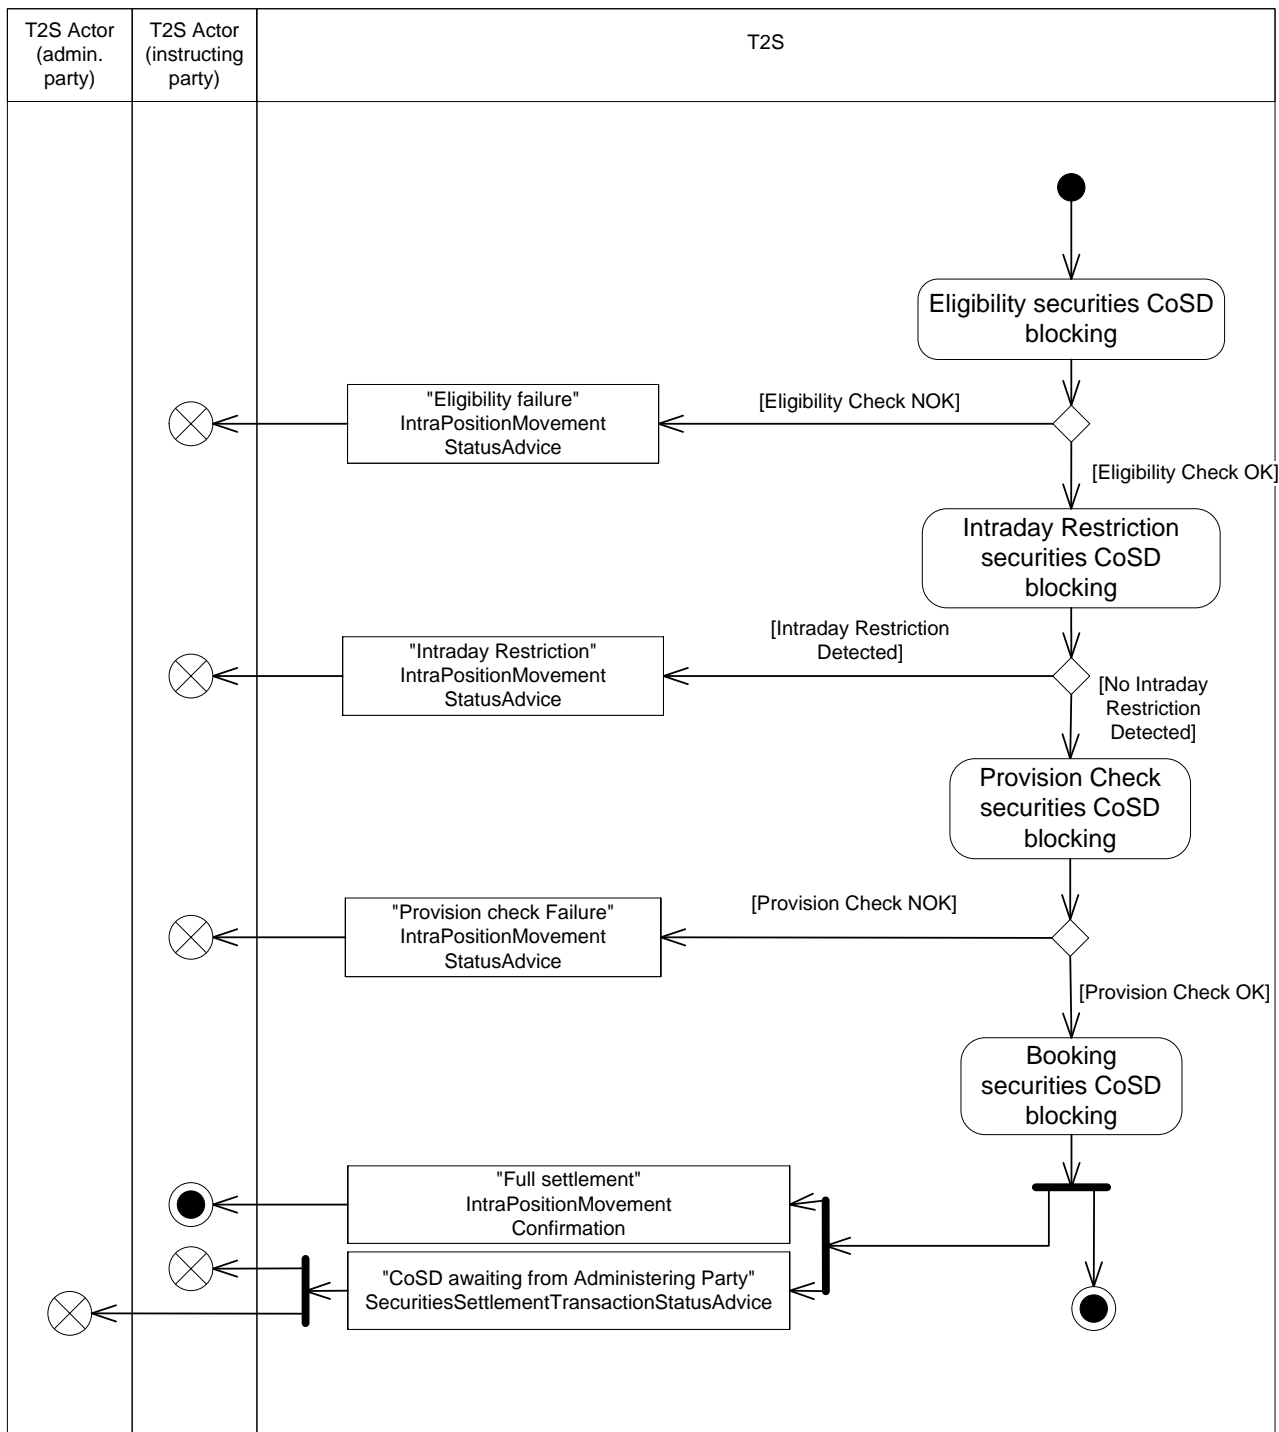 T2S Actor
(admin.
party)
T2S Actor
(instructing
party)
T2S
Eligibility securities CoSD
blocking
"Eligibility failure"
IntraPositionMovement
StatusAdvice
[Eligibility Check NOK]
[Eligibility Check OK]
Intraday Restriction
securities CoSD
blocking
"Intraday Restriction"
IntraPositionMovement
StatusAdvice
[Intraday Restriction
Detected]
[No Intraday
Restriction
Detected]
Provision Check
securities CoSD
blocking
"Provision check Failure"
IntraPositionMovement
StatusAdvice
[Provision Check NOK]
[Provision Check OK]
Booking
securities CoSD
blocking
"Full settlement"
IntraPositionMovement
Confirmation
"CoSD awaiting from Administering Party"
SecuritiesSettlementTransactionStatusAdvice